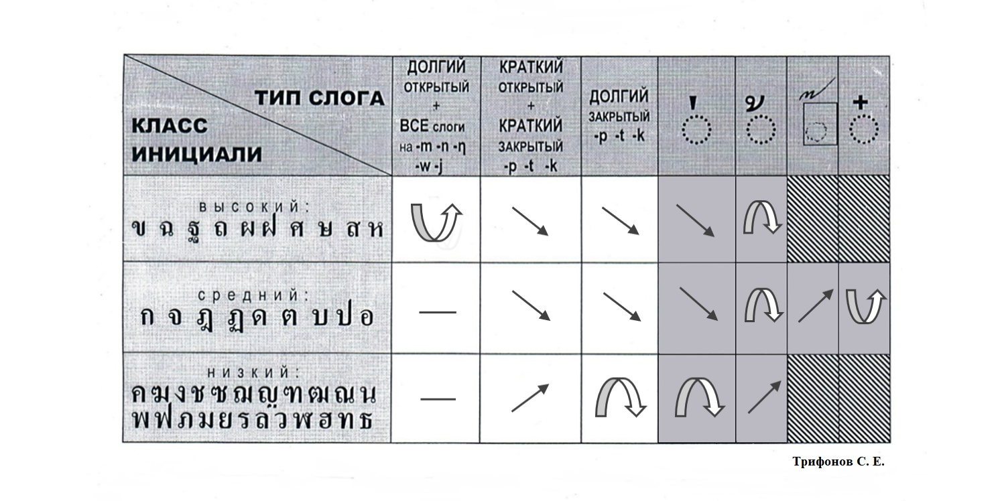 ТИП СЛОГА
КЛАСС
ИНИЦИАЛИ
ДОЛГИЙ
ОТКРЫТЫЙ
+
ВСЕ слоги
на -m -n -ŋ
-w -j
КРАТКИЙ
ОТКРЫТЫЙ
+
КРАТКИЙ
ЗАКРЫТЫЙ
-p -t -k
ДОЛГИЙ
ЗАКРЫТЫЙ
-p -t -k
высокий:
ข ฉ ฐ ถ ผ ฝ ศ ษ ส ห
средний:
ก จ ฎ ฏ ด ต บ ป อ
низкий:
ค ฆ ง ช ซ ฌ ญ ฑ ฒ ณ น
พ ฟ ภ ม ย ร ล ว ฬ ฮ ท ธ
Трифонов С. Е.